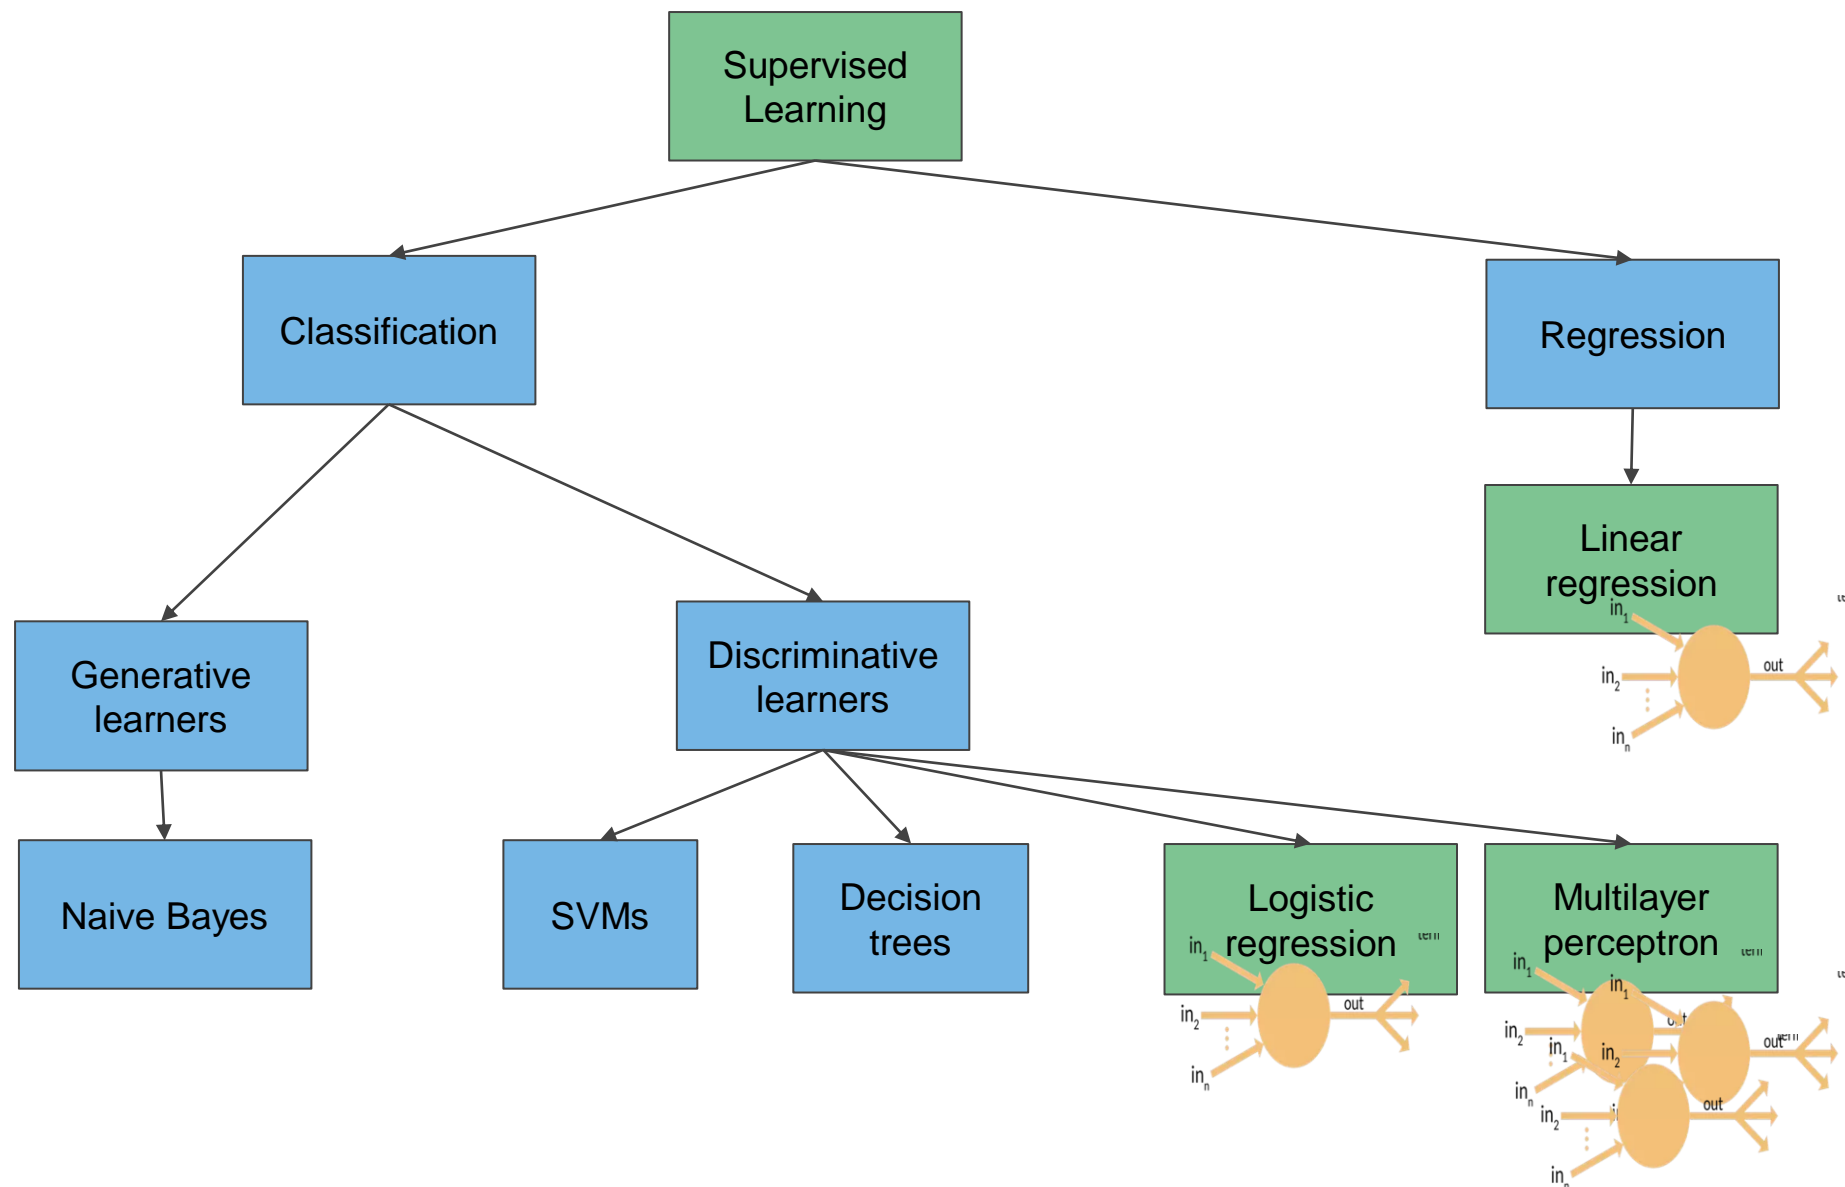 Supervised
Learning
Classification
Regression
Linear
regression
in1
in2
out
inn
Generative
learners
Discriminative
learners
Naive Bayes
SVMs
Decision
trees
Logistic
regression
in1
in2
out
inn
Multilayer
perceptron
in1
in1
in2
in1
in2
out
out
inn
in2
out
inn